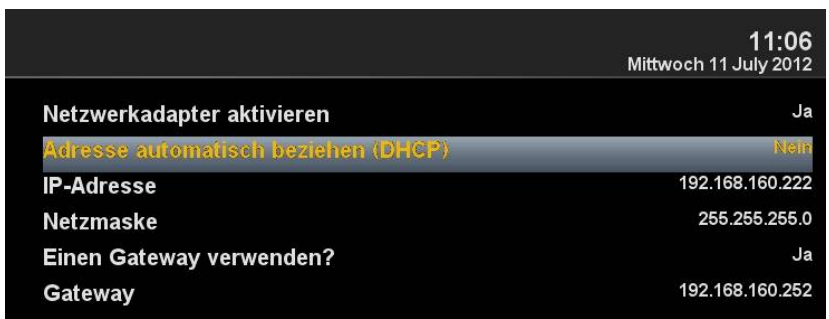 11:06
Mittwoch 11 July 2012
Netzwerkadapter aktivieren Ja
Adresse automatisch beziehen (DHCP) Nein
IP-Adresse 192.168.160.222
Netzmaske 255.255.255.0
Einen Gateway verwenden? Ja
Gateway 192.168.160.252